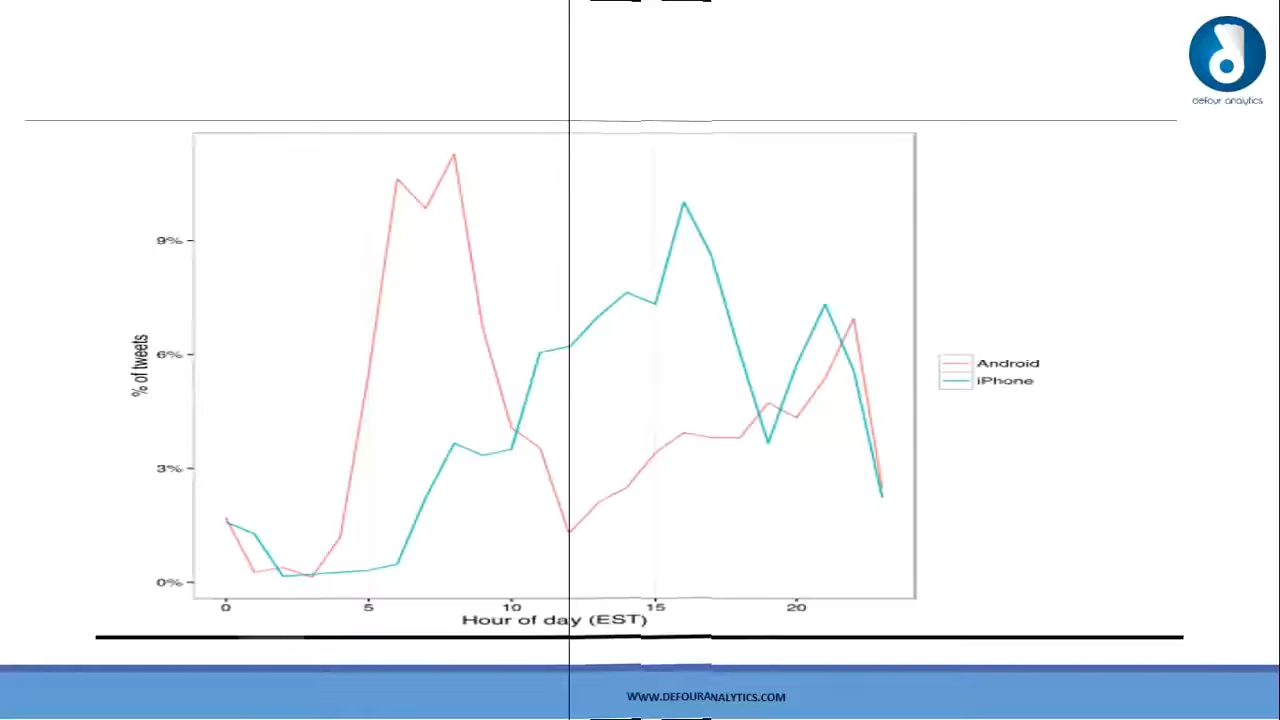 defour analytics
9%
6%
3%
0%
% of tweets
0 5 10 15 20
Hour of day (EST)
Android
iPhone
WWW.DEFOURANALYTICS.COM